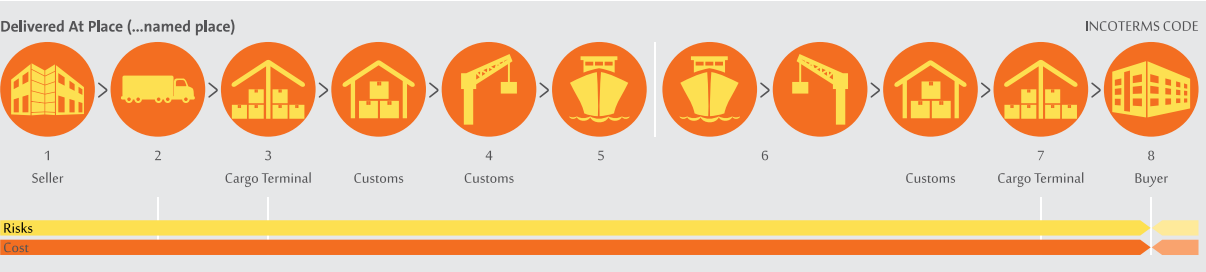 Delivered At Place (...named place)
INCOTERMS CODE
1 2 3 4 5 6 7 8
Seller Cargo Terminal Customs Customs Customs Cargo Terminal Buyer
Risks
Cost